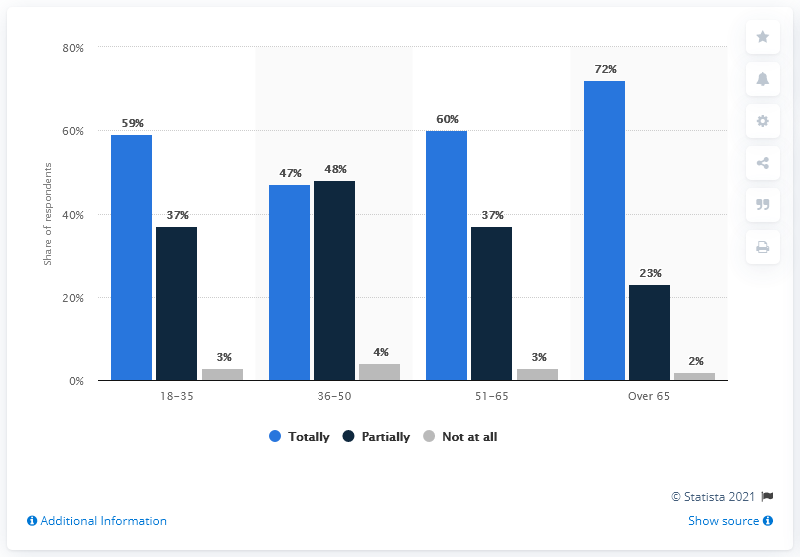 80%
60%
40%
20%
0%
Share of respondents
59%
37%
3%
47%
48%
4%
60%
37%
3%
72%
23%
2%
18–35
36–50
51–65
Over 65
Totally
Partially
Not at all
© Statista 2021
Additional Information
Show source